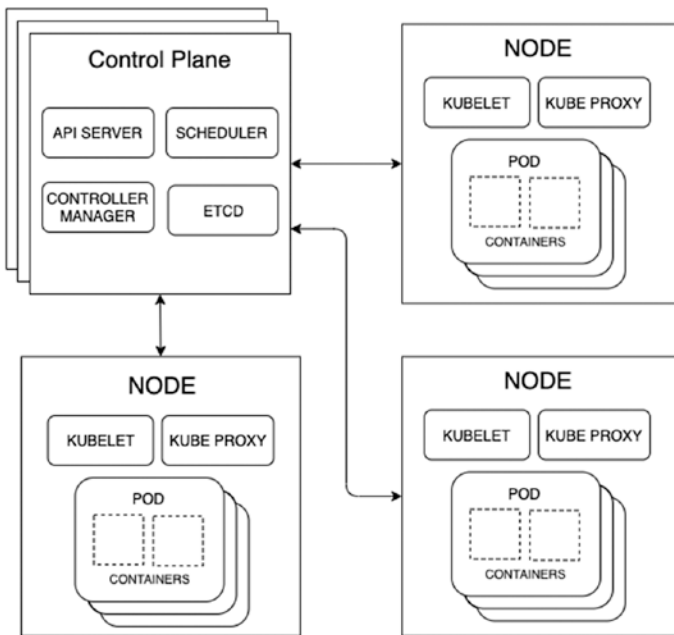 Control Plane
API SERVER
SCHEDULER
CONTROLLER
MANAGER
ETCD
NODE
KUBELET
KUBE PROXY
POD
CONTAINERS
NODE
KUBELET
KUBE PROXY
POD
CONTAINERS
NODE
KUBELET
KUBE PROXY
POD
CONTAINERS